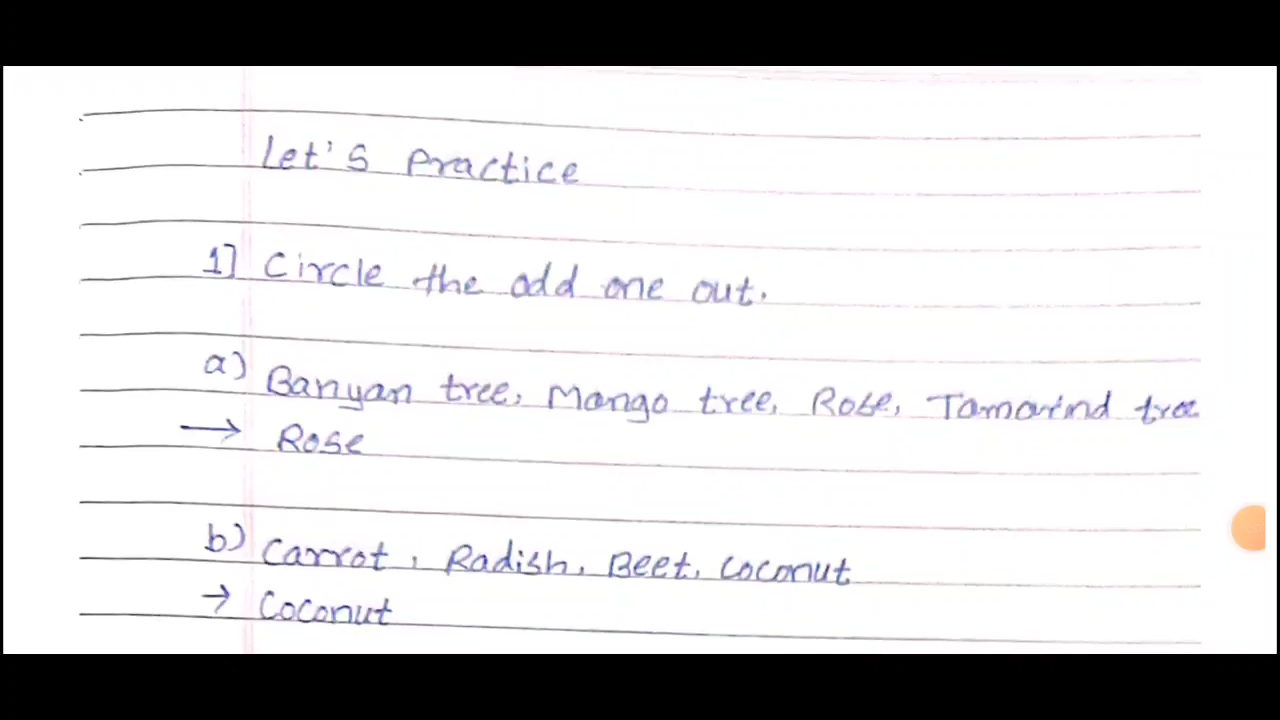 Let's Practice
1] Circle the odd one out.
a) Banyan tree, Mango tree, Rose, Tamarind tree
→ Rose
b) Carrot, Radish, Beet, Coconut
→ Coconut